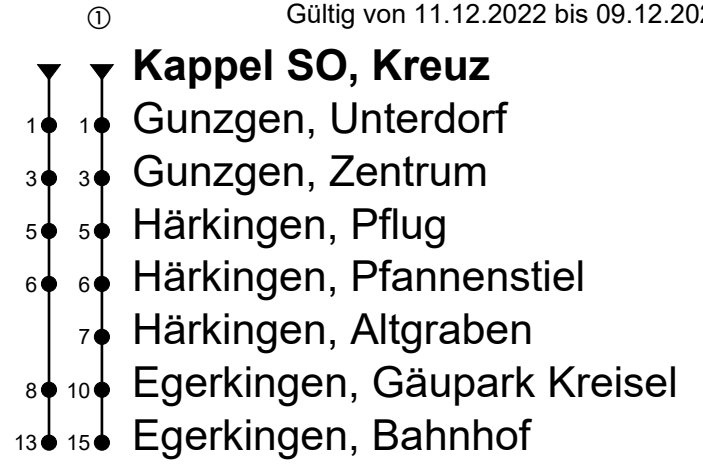 ① Gültig von 11.12.2022 bis 09.12.202
Kappel SO, Kreuz
1 1 Gunzgen, Unterdorf
3 3 Gunzgen, Zentrum
5 5 Härkingen, Pflug
6 6 Härkingen, Pfannenstiel
7 Härkingen, Altgraben
8 10 Egerkingen, Gäupark Kreisel
13 15 Egerkingen, Bahnhof